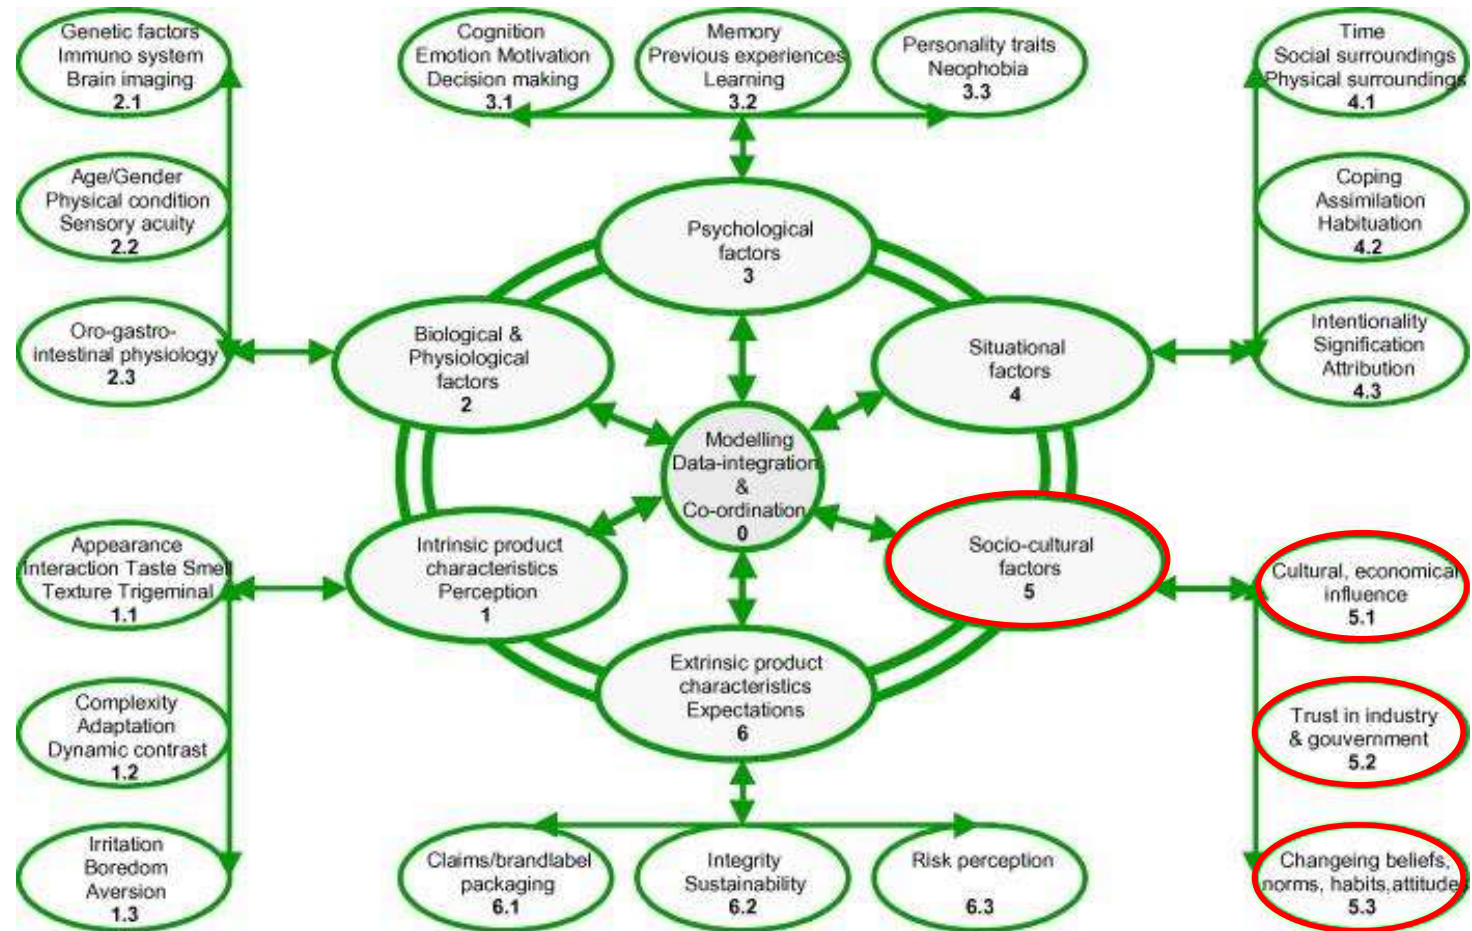 Genetic factors
Immuno system
Brain imaging
2.1
Cognition
Emotion Motivation
Decision making
3.1
Memory
Previous experiences
Learning
3.2
Personality traits
Neophobia
3.3
Time
Social surroundings
Physical surroundings
4.1
Age/Gender
Physical condition
Sensory acuity
2.2
Psychological
factors
3
Coping
Assimilation
Habituation
4.2
Oro-gastro-
intestinal physiology
2.3
Biological &
Physiological
factors
2
Situational
factors
4
Intentionality
Signification
Attribution
4.3
Modelling
Data-integration
&
Co-ordination
0
Appearance
Interaction Taste Smell
Texture Trigeminal
1.1
Intrinsic product
characteristics
Perception
1
Socio-cultural
factors
5
Cultural, economical
influence
5.1
Complexity
Adaptation
Dynamic contrast
1.2
Extrinsic product
characteristics
Expectations
6
Trust in industry
& gouvernment
5.2
Irritation
Boredom
Aversion
1.3
Claims/brandlabel
packaging
6.1
Integrity
Sustainability
6.2
Risk perception
6.3
Changeing beliefs,
norms, habits,attitudes
5.3